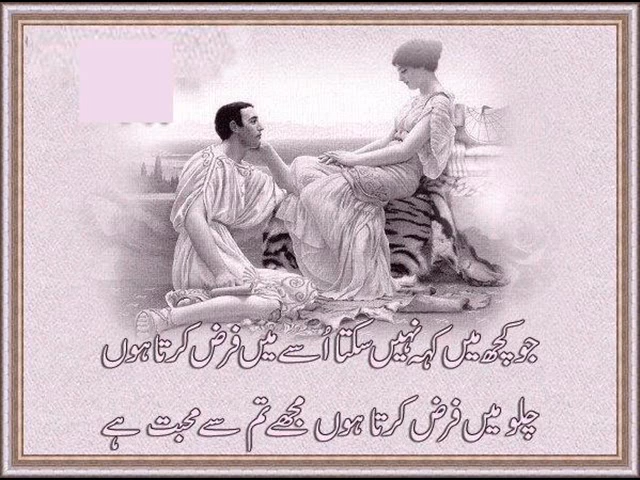 جو کچھ میں کہہ نہیں سکتا اُسے میں فرض کرتا ہوں
چلو میں فرض کرتا ہوں مجھے تم سے محبت ہے